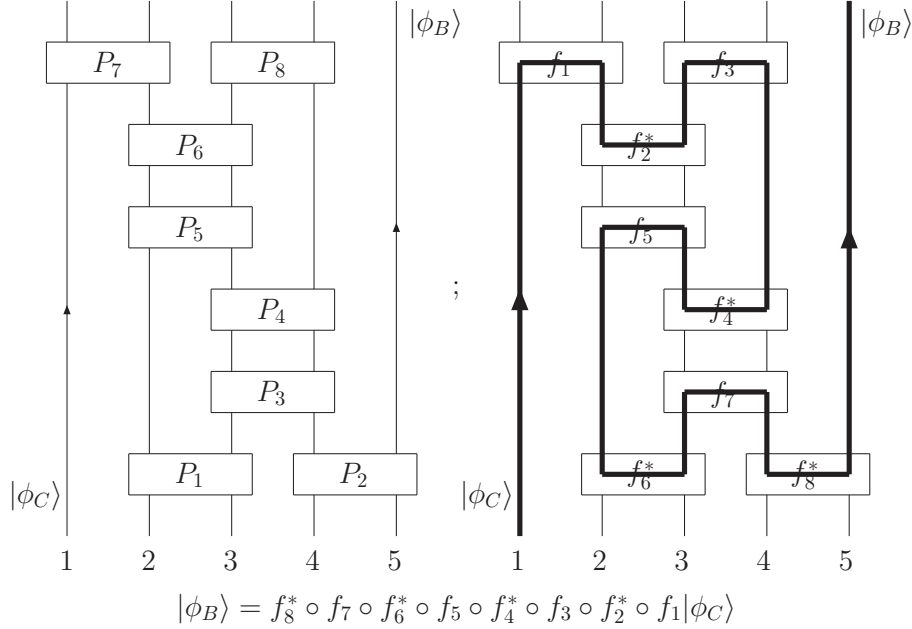 |ϕ_B⟩ |ϕ_B⟩
P_7 P_8 f_1 f_3
P_6 f_2^*
P_5 f_5
;
P_4 f_4^*
P_3 f_7
P_1 P_2 f_6^* f_8^*
|ϕ_C⟩ |ϕ_C⟩
1 2 3 4 5 1 2 3 4 5
|ϕ_B⟩ = f_8^* ∘ f_7 ∘ f_6^* ∘ f_5 ∘ f_4^* ∘ f_3 ∘ f_2^* ∘ f_1|ϕ_C⟩